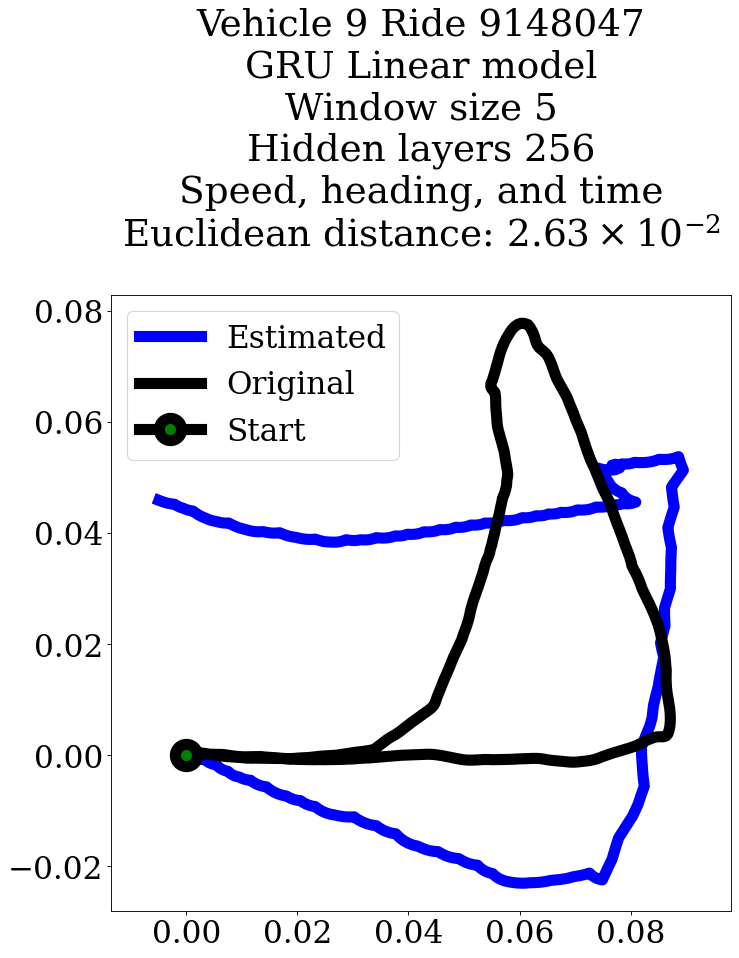 Vehicle 9 Ride 9148047
GRU Linear model
Window size 5
Hidden layers 256
Speed, heading, and time
Euclidean distance: 2.63 × 10⁻²
0.08
0.06
0.04
0.02
0.00
−0.02
Estimated
Original
Start
0.00 0.02 0.04 0.06 0.08